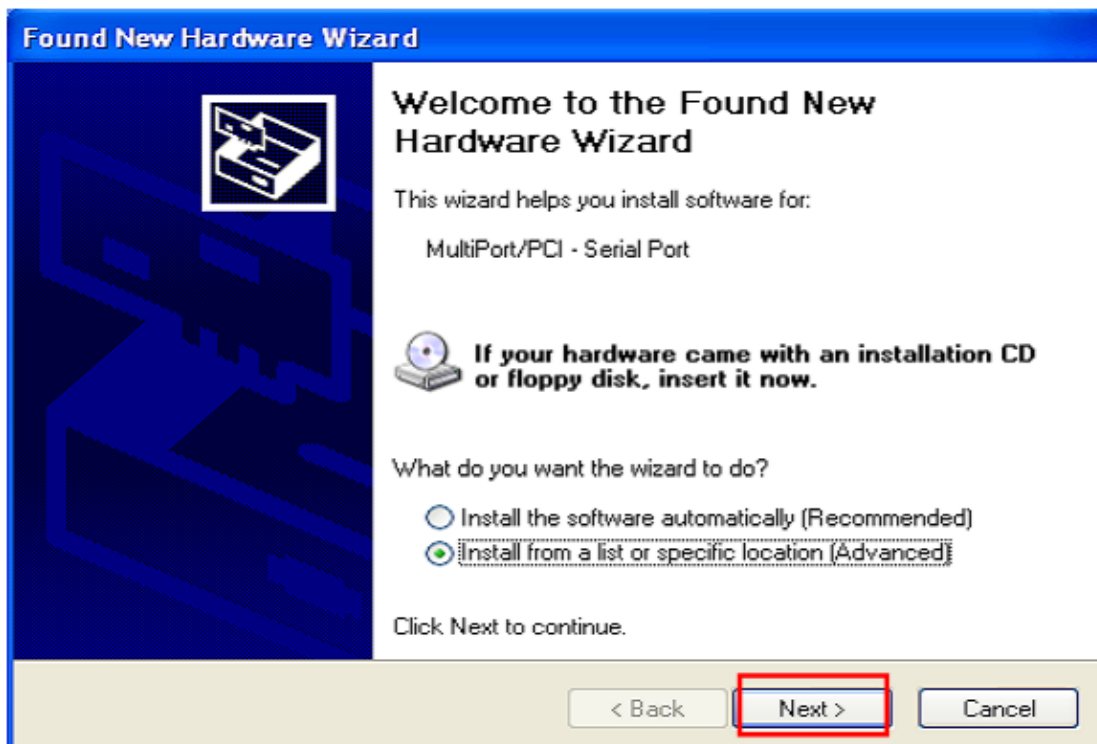 Found New Hardware Wizard
Welcome to the Found New
Hardware Wizard
This wizard helps you install software for:
MultiPort/PCI - Serial Port
If your hardware came with an installation CD
or floppy disk, insert it now.
What do you want the wizard to do?
Install the software automatically (Recommended)
Install from a list or specific location (Advanced)
Click Next to continue.
< Back Next > Cancel